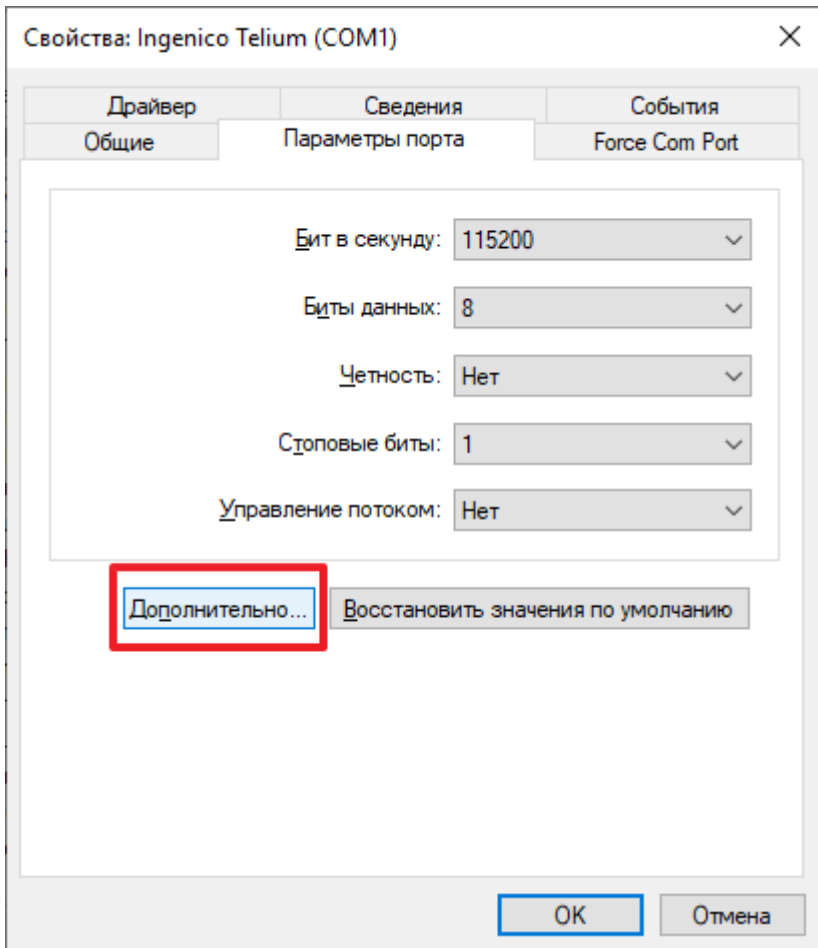 Свойства: Ingenico Telium (COM1)
Драйвер Сведения События
Общие Параметры порта Force Com Port
Бит в секунду: 115200
Биты данных: 8
Четность: Нет
Стоповые биты: 1
Управление потоком: Нет
Дополнительно... Восстановить значения по умолчанию
OK Отмена